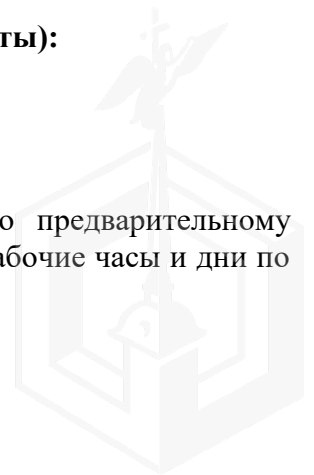 ты):
о предварительному
абочие часы и дни по